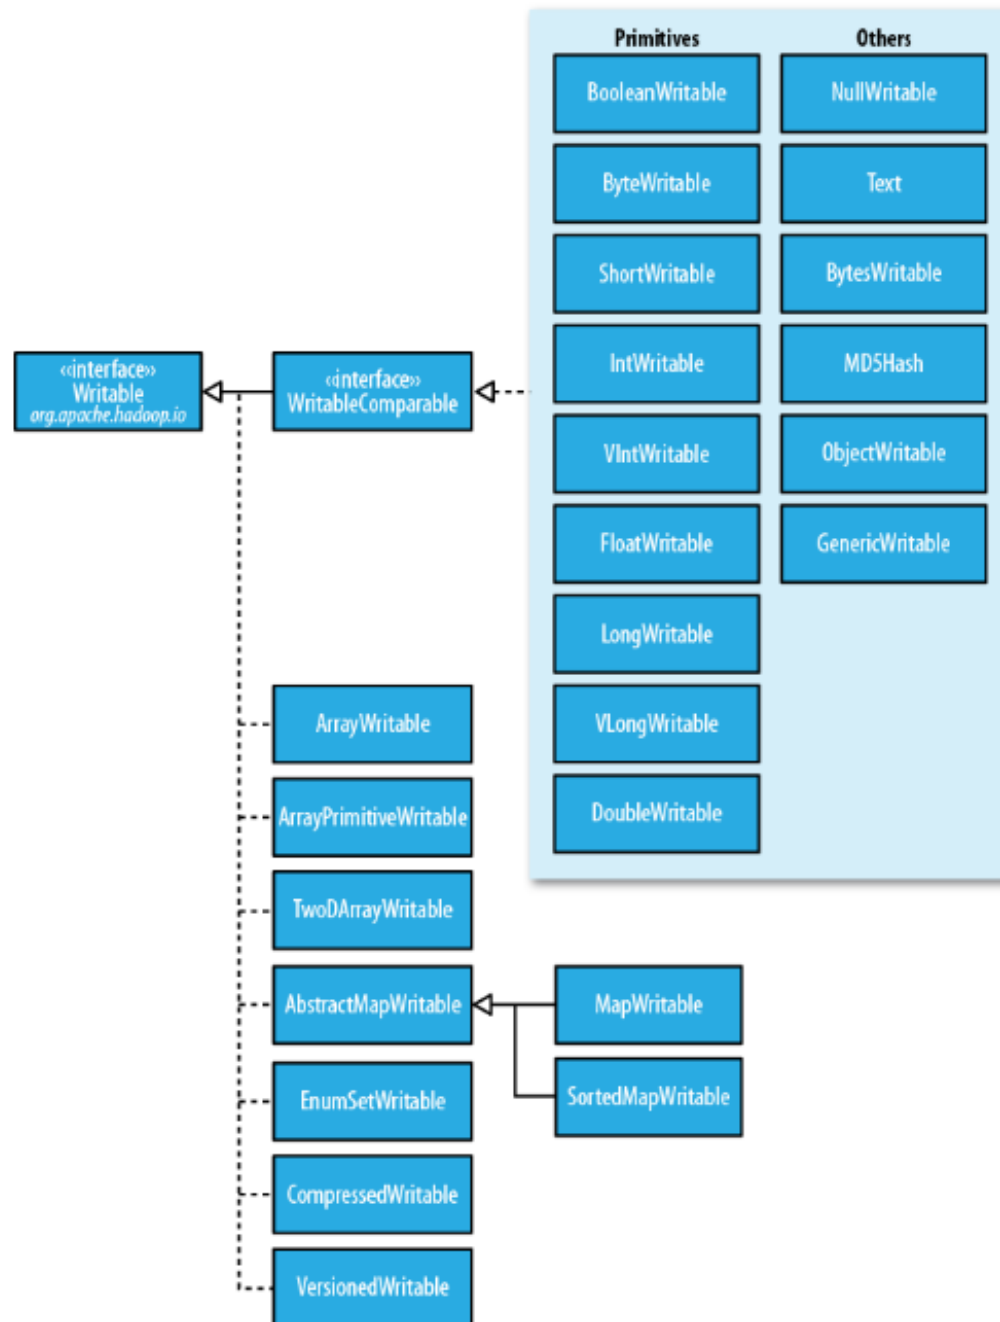 Primitives
Others
BooleanWritable
NullWritable
ByteWritable
Text
ShortWritable
BytesWritable
«interface»
Writable
org.apache.hadoop.io
«interface»
WritableComparable
IntWritable
MD5Hash
VIntWritable
ObjectWritable
FloatWritable
GenericWritable
LongWritable
ArrayWritable
VLongWritable
ArrayPrimitiveWritable
DoubleWritable
TwoDArrayWritable
AbstractMapWritable
MapWritable
EnumSetWritable
SortedMapWritable
CompressedWritable
VersionedWritable